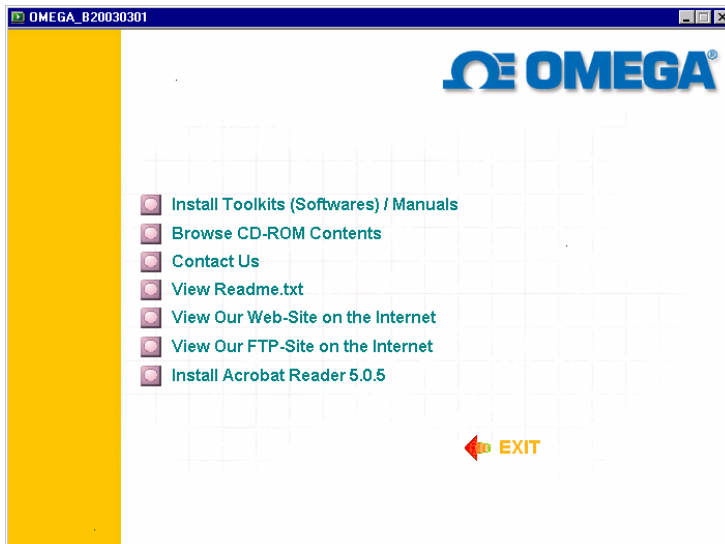 OMEGA_B20030301
OMEGA®
Install Toolkits (Softwares) / Manuals
Browse CD-ROM Contents
Contact Us
View Readme.txt
View Our Web-Site on the Internet
View Our FTP-Site on the Internet
Install Acrobat Reader 5.0.5
EXIT